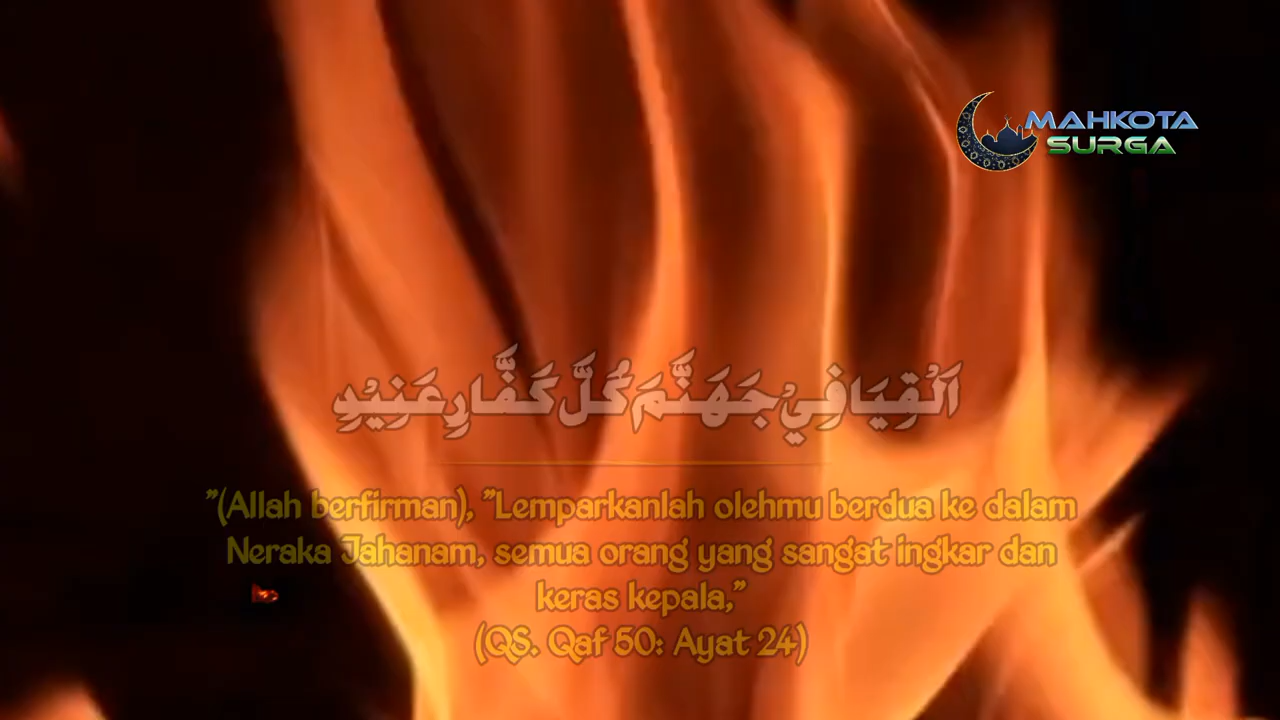 MAHKOTA
SURGA
اَلْقِيَا فِيْ جَهَنَّمَ كُلَّ كَفَّارٍ عَنِيْدٍ
"(Allah berfirman), "Lemparkanlah olehmu berdua ke dalam
Neraka Jahanam, semua orang yang sangat ingkar dan
keras kepala,"
(QS. Qaf 50: Ayat 24)